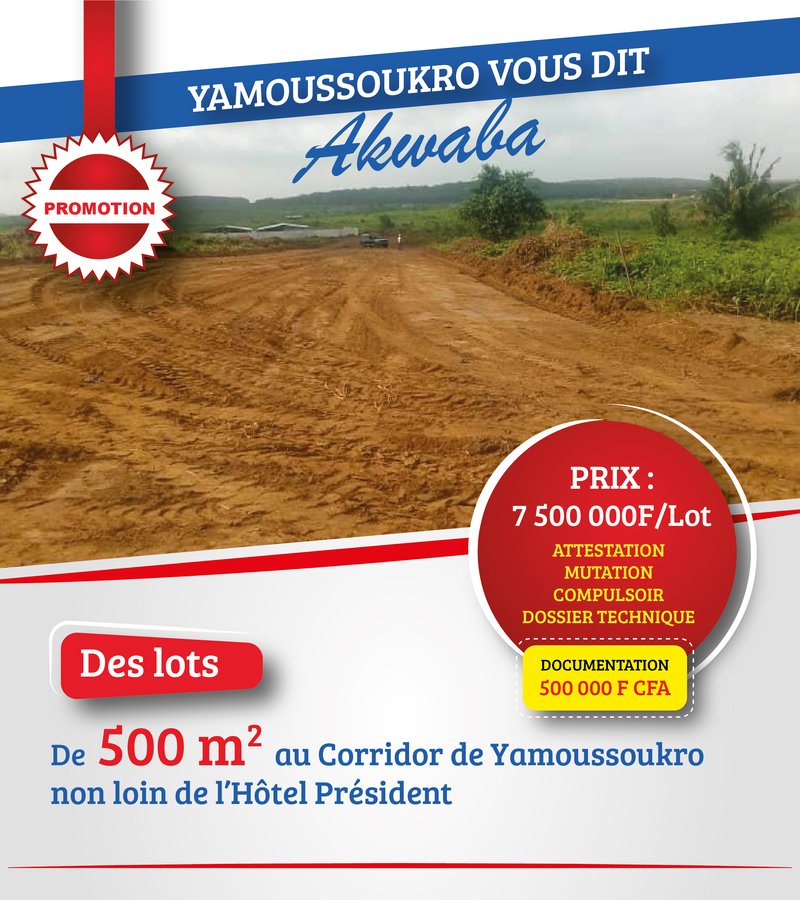 YAMOUSSOUKRO VOUS DIT
Akwaba
PROMOTION
PRIX :
7 500 000F/Lot
ATTESTATION
MUTATION
COMPULSOIR
DOSSIER TECHNIQUE
DOCUMENTATION
500 000 F CFA
Des lots
De 500 m² au Corridor de Yamoussoukro
non loin de l'Hôtel Président